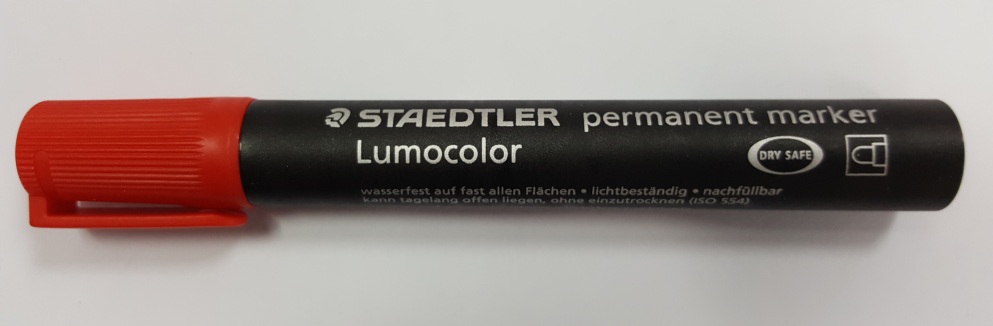 STAEDTLER permanent marker
Lumocolor
DRY SAFE
wasserfest auf fast allen Flächen • lichtbeständig • nachfüllbar
kann tagelang offen liegen, ohne einzutrocknen (ISO 554)